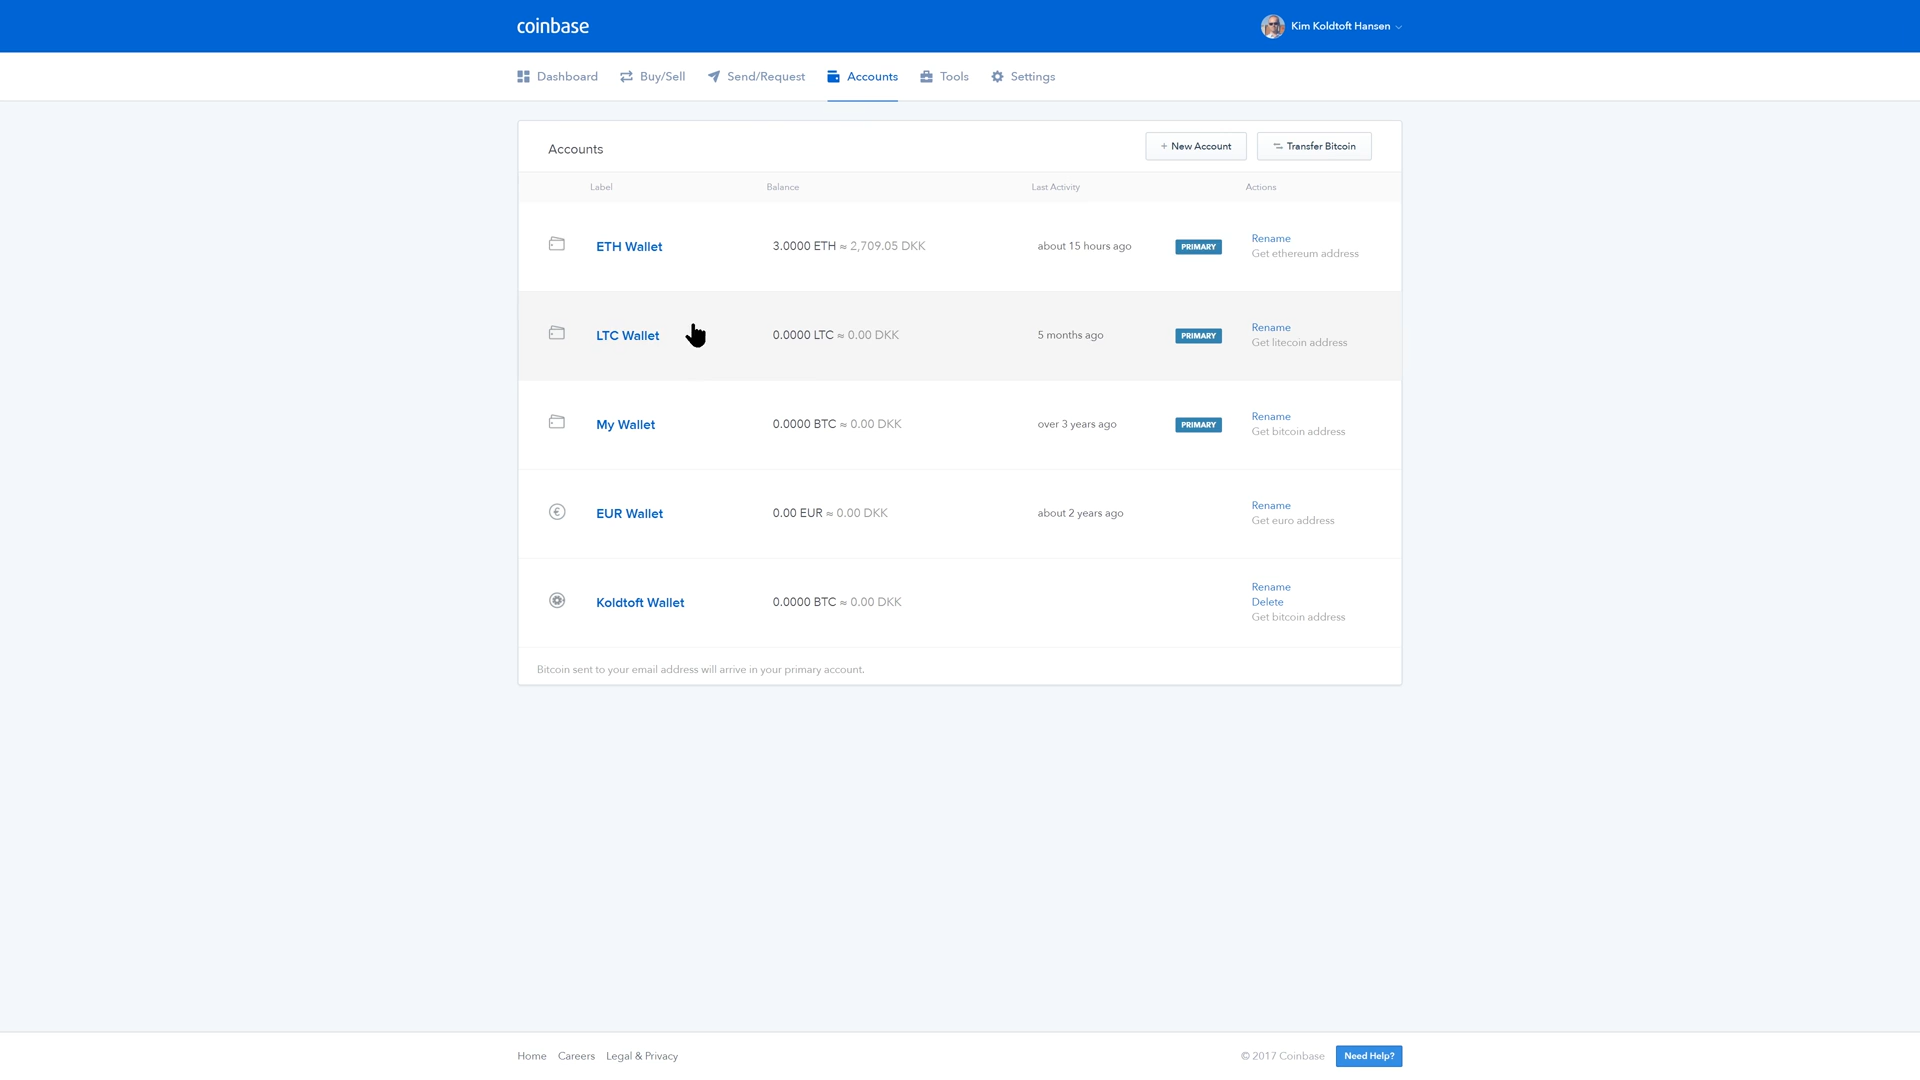 coinbase
Kim Koldtoft Hansen
Dashboard Buy/Sell Send/Request Accounts Tools Settings
Accounts
+ New Account
Transfer Bitcoin
Label Balance Last Activity Actions
ETH Wallet 3.0000 ETH ≈ 2,709.05 DKK about 15 hours ago PRIMARY Rename
Get ethereum address
LTC Wallet 0.0000 LTC ≈ 0.00 DKK 5 months ago PRIMARY Rename
Get litecoin address
My Wallet 0.0000 BTC ≈ 0.00 DKK over 3 years ago PRIMARY Rename
Get bitcoin address
€ EUR Wallet 0.00 EUR ≈ 0.00 DKK about 2 years ago Rename
Get euro address
Rename
Koldtoft Wallet 0.0000 BTC ≈ 0.00 DKK Delete
Get bitcoin address
Bitcoin sent to your email address will arrive in your primary account.
Home Careers Legal & Privacy © 2017 Coinbase Need Help?